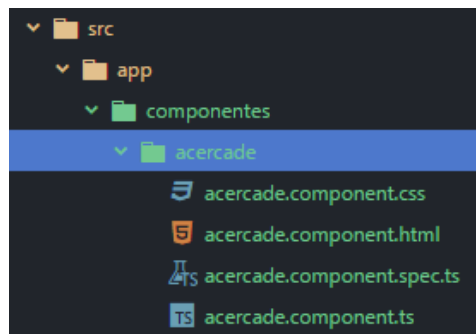 src
app
componentes
acercade
acercade.component.css
acercade.component.html
acercade.component.spec.ts
acercade.component.ts